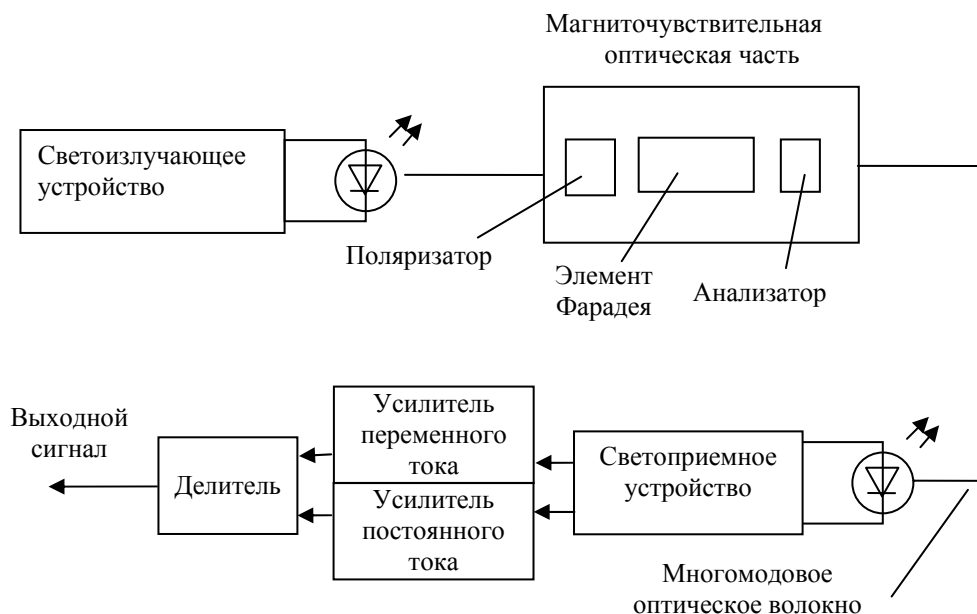 Магниточувствительная
оптическая часть
Светоизлучающее
устройство
Поляризатор
Элемент
Фарадея
Анализатор
Выходной
сигнал
Делитель
Усилитель
переменного
тока
Усилитель
постоянного
тока
Светоприемное
устройство
Многомодовое
оптическое волокно